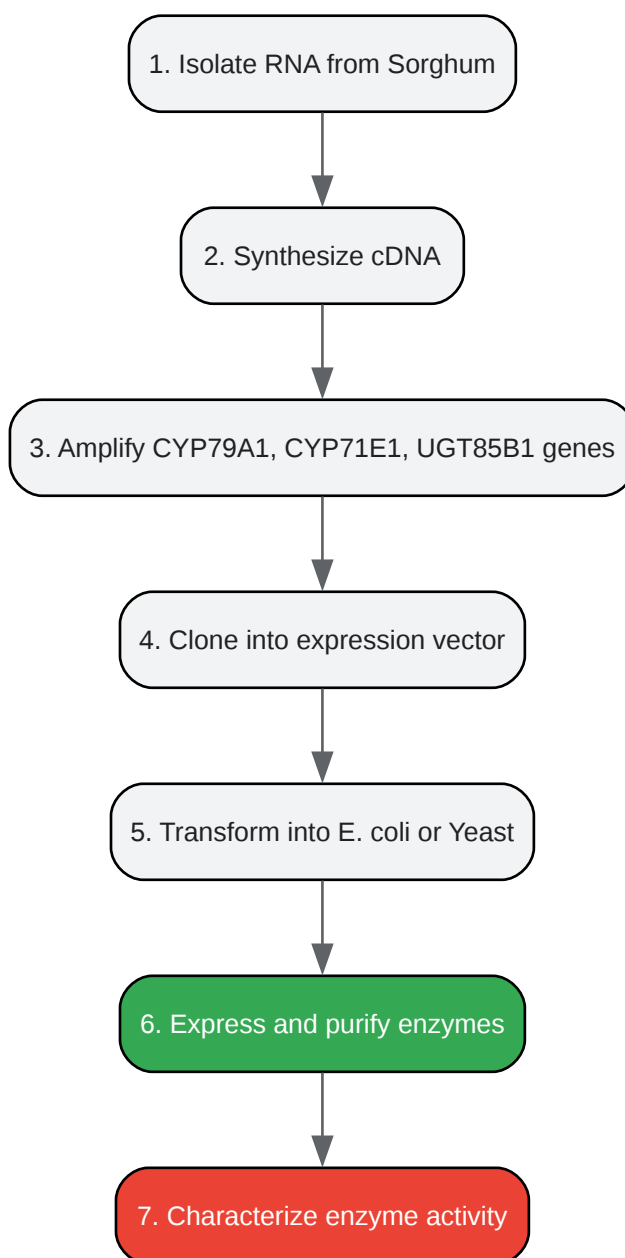 1. Isolate RNA from Sorghum
2. Synthesize cDNA
3. Amplify CYP79A1, CYP71E1, UGT85B1 genes
4. Clone into expression vector
5. Transform into E. coli or Yeast
6. Express and purify enzymes
7. Characterize enzyme activity